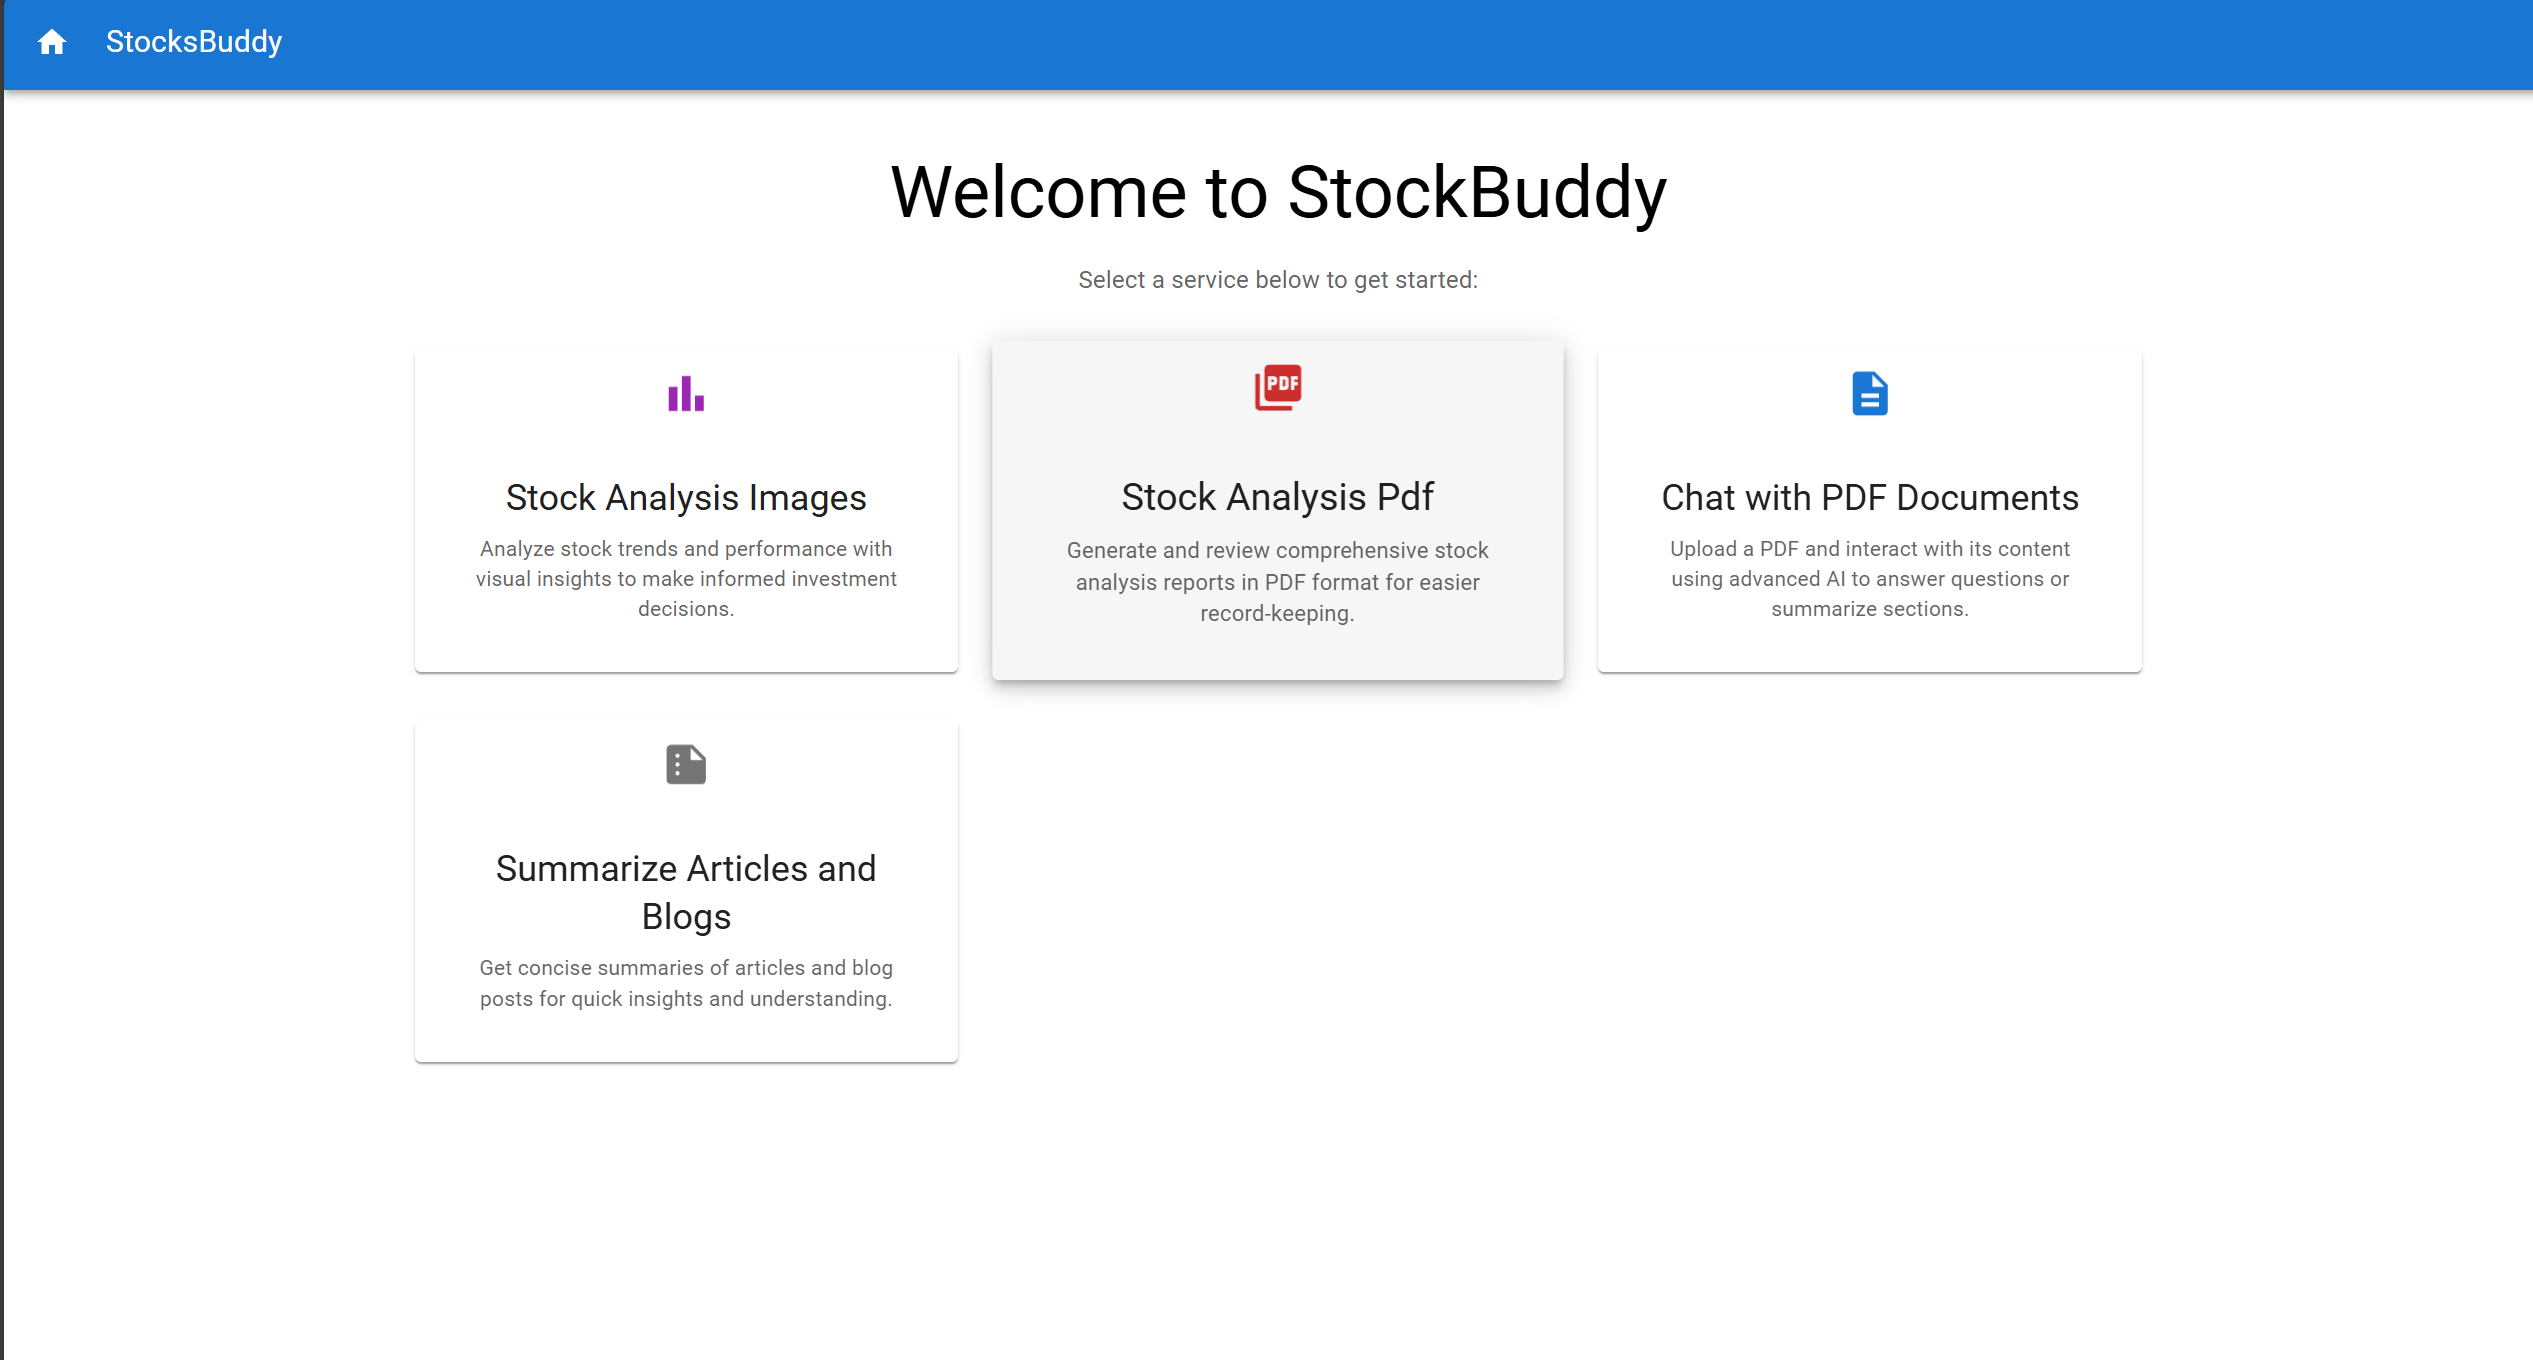 StocksBuddy
Welcome to StockBuddy
Select a service below to get started:
Stock Analysis Images
Analyze stock trends and performance with
visual insights to make informed investment
decisions.
PDF
Stock Analysis Pdf
Generate and review comprehensive stock
analysis reports in PDF format for easier
record-keeping.
Chat with PDF Documents
Upload a PDF and interact with its content
using advanced AI to answer questions or
summarize sections.
Summarize Articles and
Blogs
Get concise summaries of articles and blog
posts for quick insights and understanding.